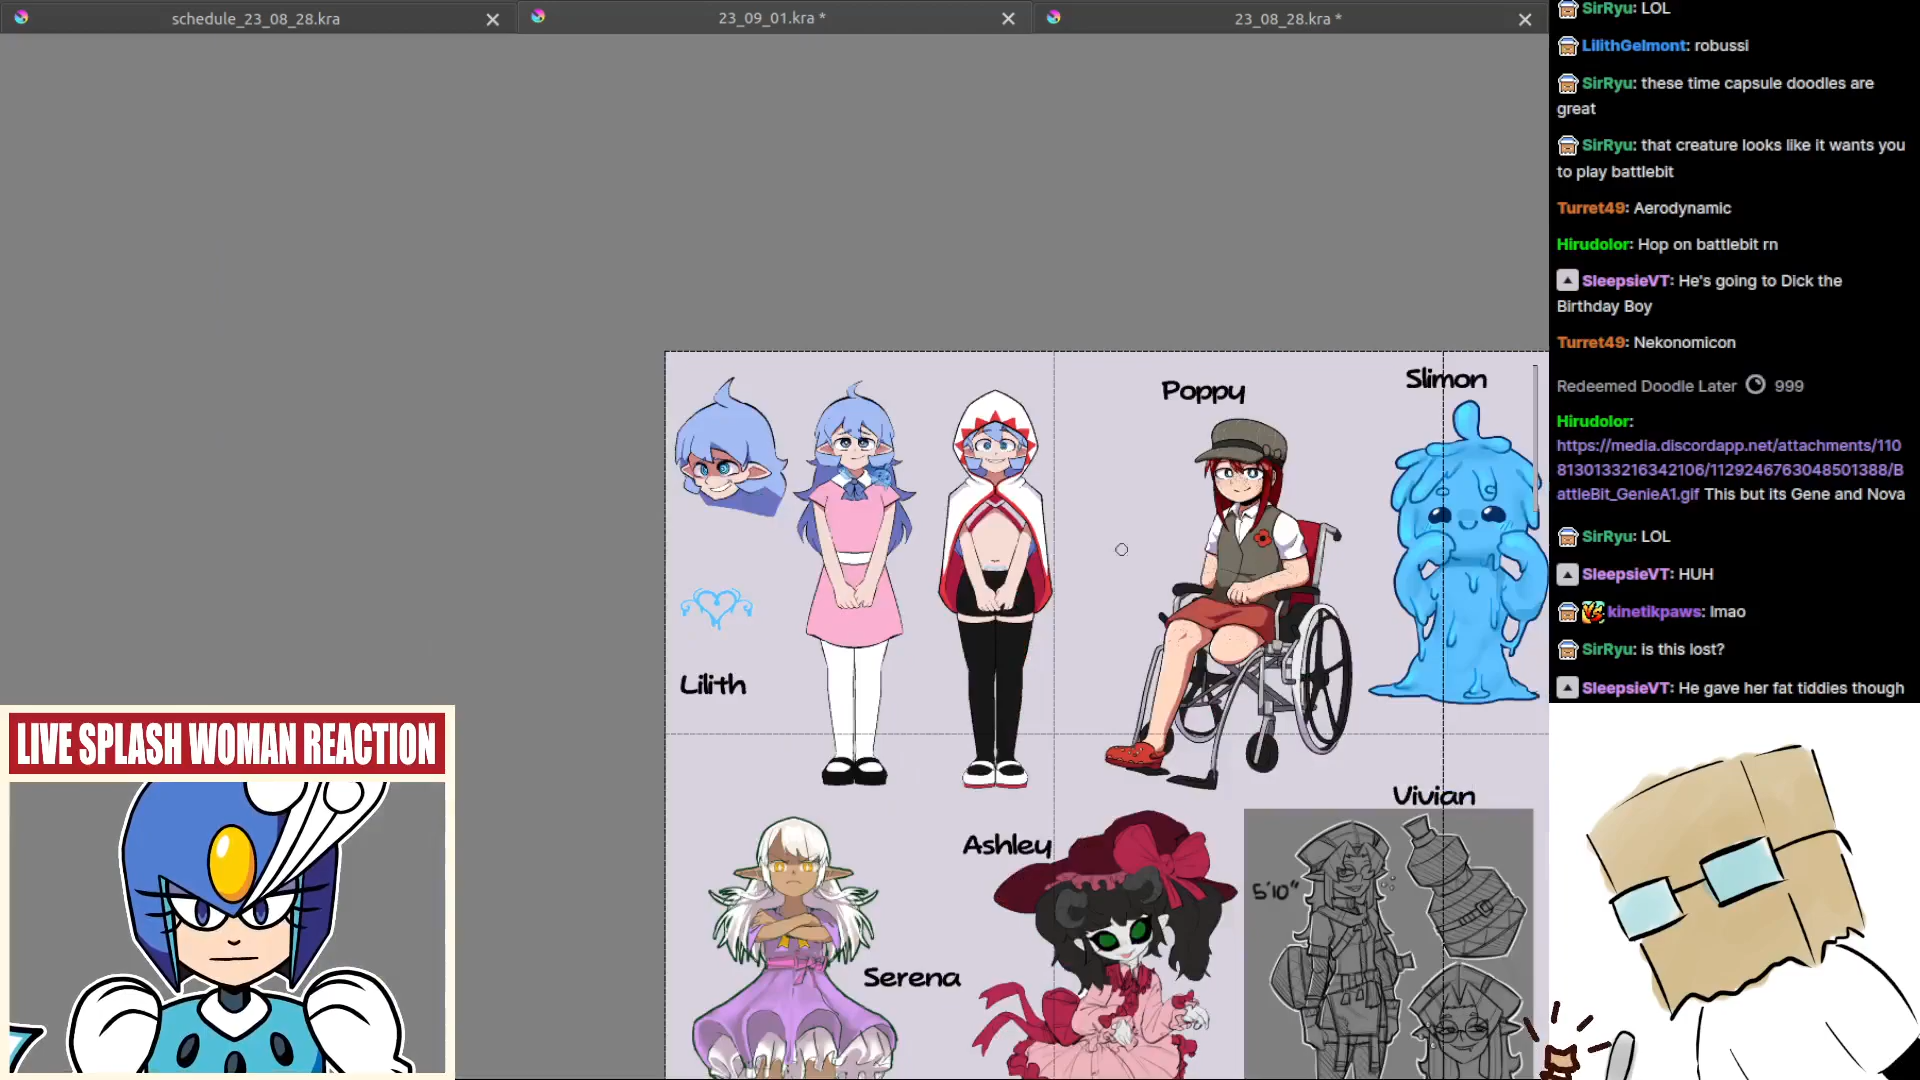 schedule_23_08_28.kra
23_09_01.kra *
23_08_28.kra *
SirRyu: LOL
LilithGelmont: robussi
SirRyu: these time capsule doodles are
great
SirRyu: that creature looks like it wants you
to play battlebit
Turret49: Aerodynamic
Hirudolor: Hop on battlebit rn
SleepsieVT: He's going to Dick the
Birthday Boy
Turret49: Nekonomicon
Redeemed Doodle Later 999
Hirudolor:
https://media.discordapp.net/attachments/110
8130133216342106/1129246763048501388/B
attleBit_GenieA1.gif This but its Gene and Nova
SirRyu: LOL
SleepsieVT: HUH
kinetikpaws: lmao
SirRyu: is this lost?
SleepsieVT: He gave her fat tiddies though
Poppy
Slimon
Lilith
Vivian
Ashley
5'10"
Serena
LIVE SPLASH WOMAN REACTION